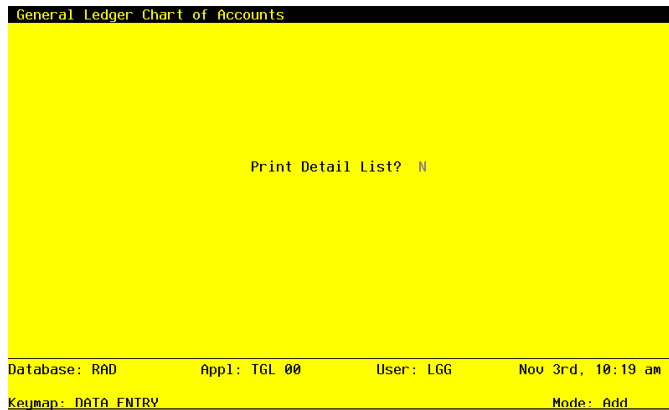 General Ledger Chart of Accounts
Print Detail List? N
Database: RAD Appl: TGL 00 User: LGG Nov 3rd, 10:19 am
Keymap: DATA ENTRY Mode: Add